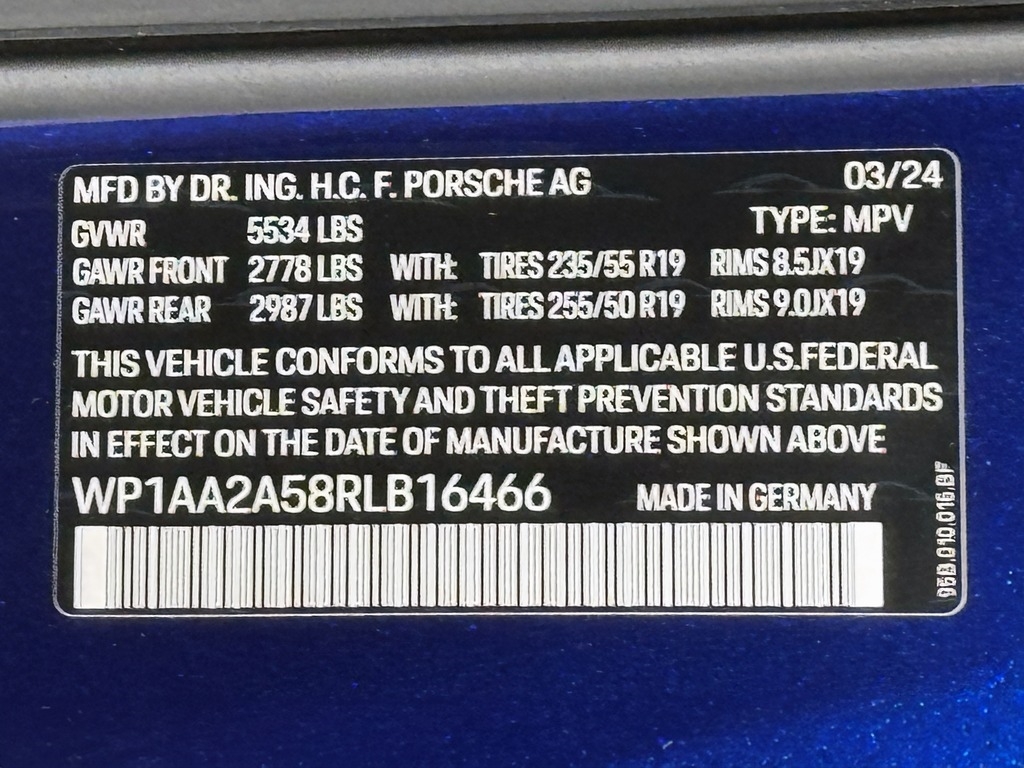 MFD BY DR. ING. H.C. F. PORSCHE AG 03/24
GVWR 5534 LBS TYPE: MPV
GAWR FRONT 2778 LBS WITH: TIRES 235/55 R19 RIMS 8.5JX19
GAWR REAR 2987 LBS WITH: TIRES 255/50 R19 RIMS 9.0JX19
THIS VEHICLE CONFORMS TO ALL APPLICABLE U.S.FEDERAL
MOTOR VEHICLE SAFETY AND THEFT PREVENTION STANDARDS
IN EFFECT ON THE DATE OF MANUFACTURE SHOWN ABOVE
WP1AA2A58RLB16466 MADE IN GERMANY